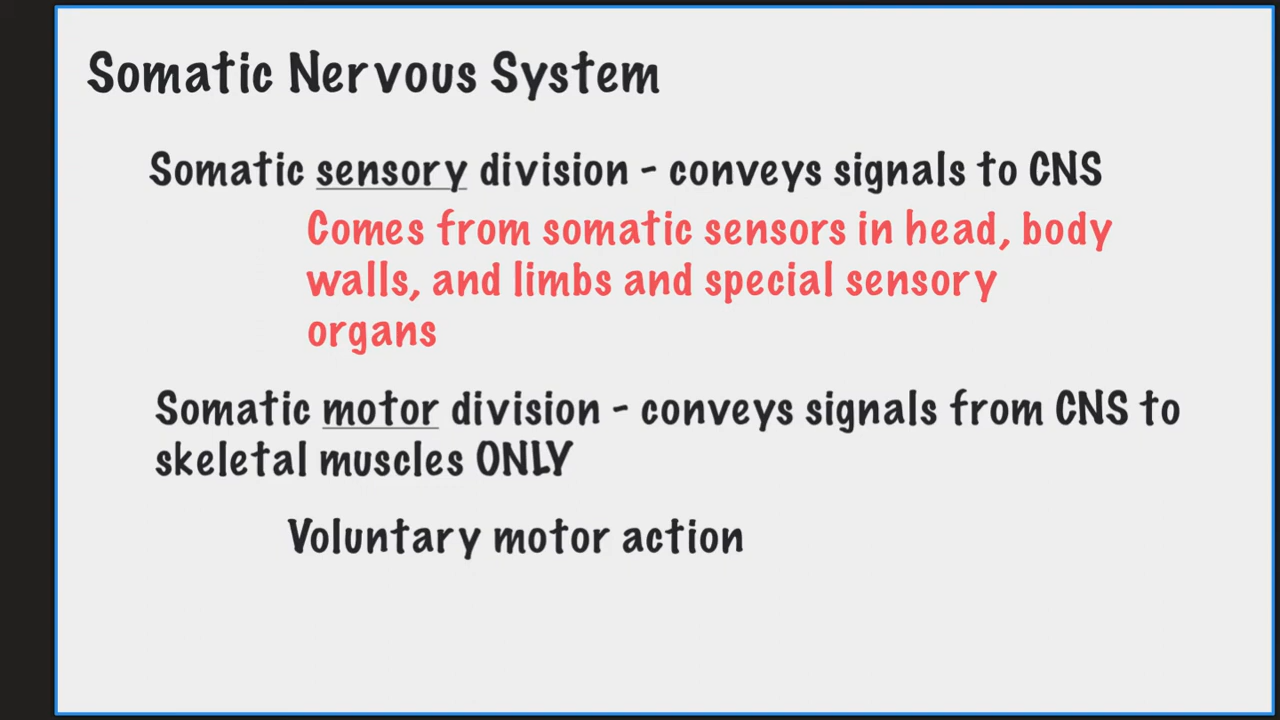 Somatic Nervous System
Somatic sensory division - conveys signals to CNS
Comes from somatic sensors in head, body
walls, and limbs and special sensory
organs
Somatic motor division - conveys signals from CNS to
skeletal muscles ONLY
Voluntary motor action